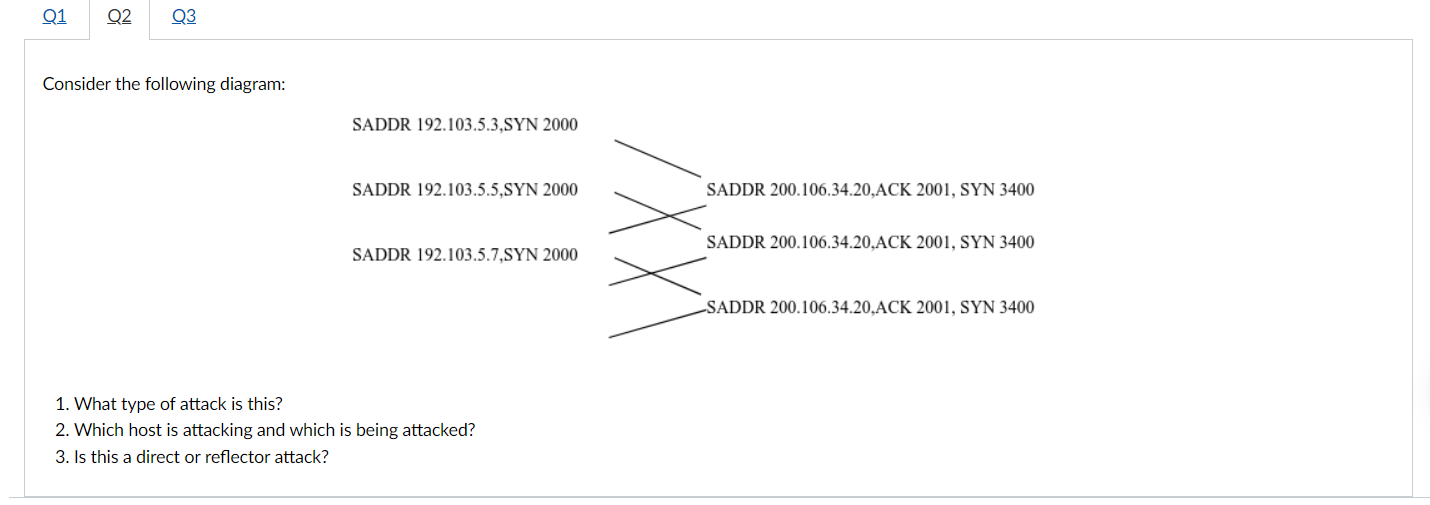 Q1 Q2 Q3
Consider the following diagram:
SADDR 192.103.5.3,SYN 2000
SADDR 192.103.5.5,SYN 2000 SADDR 200.106.34.20,ACK 2001, SYN 3400
SADDR 200.106.34.20,ACK 2001, SYN 3400
SADDR 192.103.5.7,SYN 2000
SADDR 200.106.34.20,ACK 2001, SYN 3400
1. What type of attack is this?
2. Which host is attacking and which is being attacked?
3. Is this a direct or reflector attack?